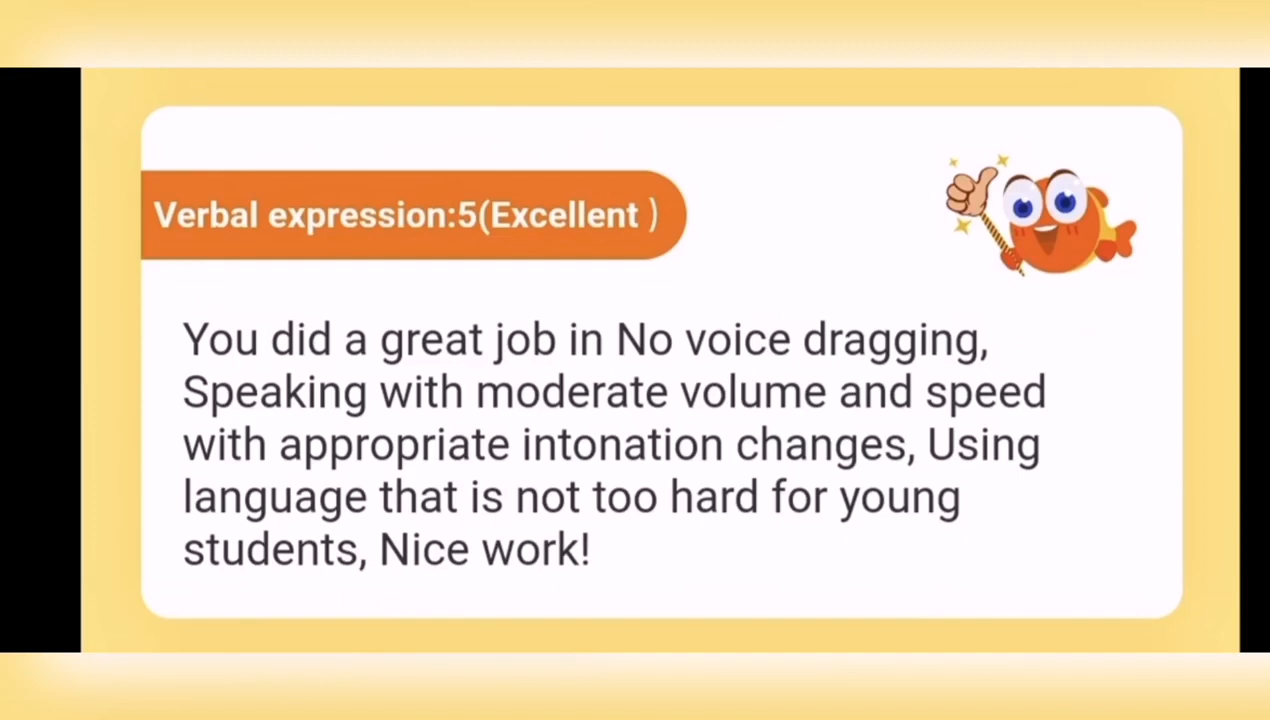 Verbal expression:5(Excellent )
You did a great job in No voice dragging,
Speaking with moderate volume and speed
with appropriate intonation changes, Using
language that is not too hard for young
students, Nice work!